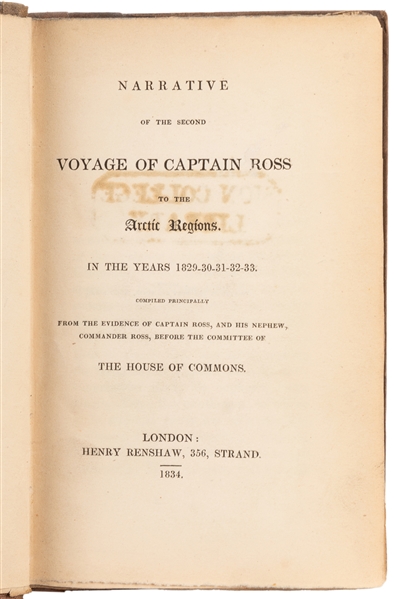 NARRATIVE
OF THE SECOND
VOYAGE OF CAPTAIN ROSS
TO THE
Arctic Regions.
IN THE YEARS 1829-30-31-32-33.
COMPILED PRINCIPALLY
FROM THE EVIDENCE OF CAPTAIN ROSS, AND HIS NEPHEW,
COMMANDER ROSS, BEFORE THE COMMITTEE OF
THE HOUSE OF COMMONS.
LONDON:
HENRY RENSHAW, 356, STRAND.
1834.